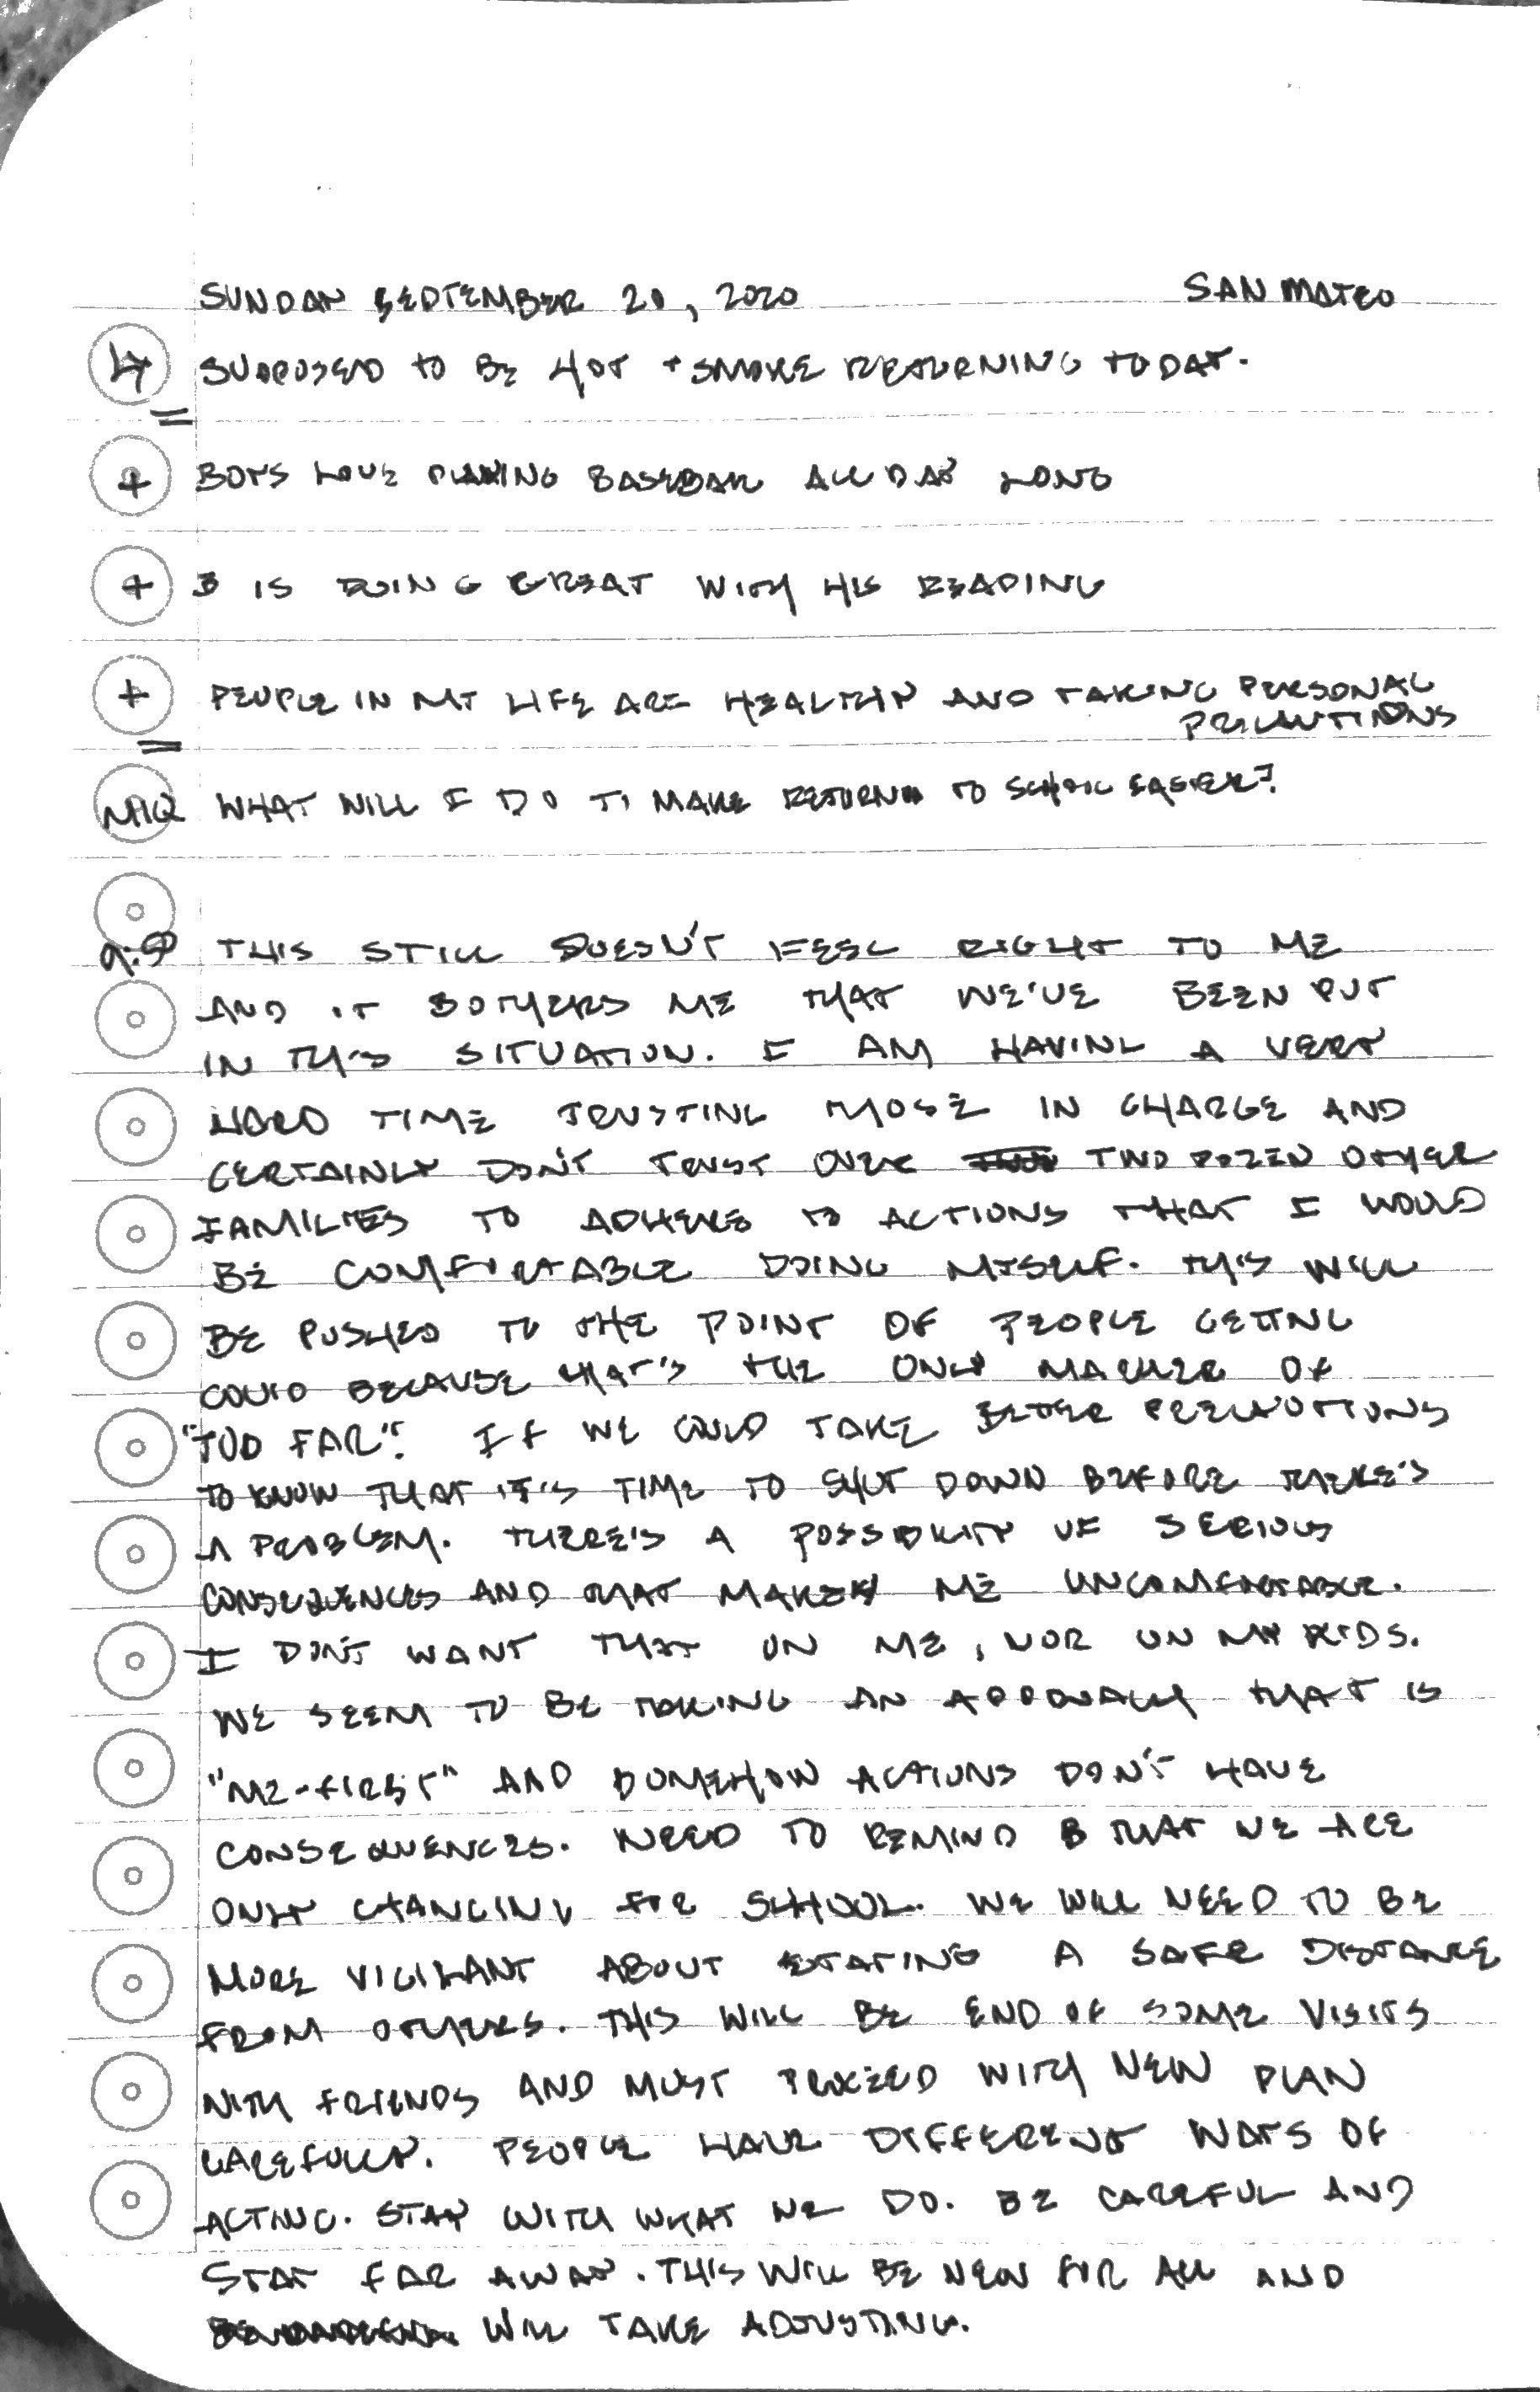 SUNDAY SEPTEMBER 20, 2020 SAN MATEO
SUPPOSED TO BE HOT + SMOKE RETURNING TODAY.
+ BOYS LOVE PLAYING BASEBALL ALL DAY LONG
+ B IS DOING GREAT WITH HIS READING
+ PEOPLE IN MY LIFE ARE HEALTHY AND TAKING PERSONAL
PRECAUTIONS
MIQ WHAT WILL I DO TO MAKE RETURN TO SCHOOL EASIER?
9:50 THIS STILL DOESN'T FEEL RIGHT TO ME
AND IT BOTHERS ME THAT WE'VE BEEN PUT
IN THIS SITUATION. I AM HAVING A VERY
HARD TIME TRUSTING THOSE IN CHARGE AND
CERTAINLY DON'T TRUST OVER TWO DOZEN OTHER
FAMILIES TO ADHERE TO ACTIONS THAT I WOULD
BE COMFORTABLE DOING MYSELF. THIS WILL
BE PUSHED TO THE POINT OF PEOPLE GETTING
COVID BECAUSE THAT'S THE ONLY MARKER OF
"TOO FAR". IF WE COULD TAKE BETTER PRECAUTIONS
TO KNOW THAT IT'S TIME TO SHUT DOWN BEFORE THERE'S
A PROBLEM. THERE'S A POSSIBILITY OF SERIOUS
CONSEQUENCES AND THAT MAKES ME UNCOMFORTABLE.
I DON'T WANT THAT ON ME, NOR ON MY KIDS.
WE SEEM TO BE TAKING AN APPROACH THAT IS
"ME-FIRST" AND SOMEHOW ACTIONS DON'T HAVE
CONSEQUENCES. NEED TO REMIND B THAT WE ARE
ONLY CHANGING FOR SCHOOL. WE WILL NEED TO BE
MORE VIGILANT ABOUT STAYING A SAFE DISTANCE
FROM OTHERS. THIS WILL BE END OF SOME VISITS
WITH FRIENDS AND MUST PROCEED WITH NEW PLAN
CAREFULLY. PEOPLE HAVE DIFFERENT WAYS OF
ACTING. STAY WITH WHAT WE DO. BE CAREFUL AND
STAY FAR AWAY. THIS WILL BE NEW FOR ALL AND
WILL TAKE ADJUSTING.